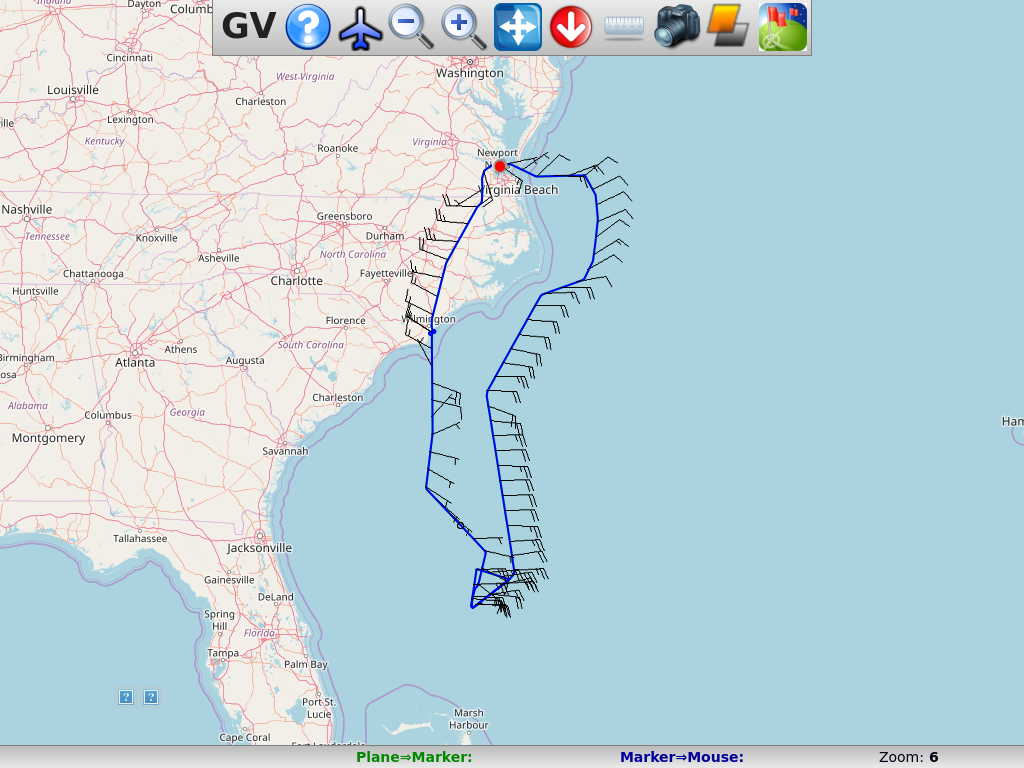 GV
Dayton
Columb
Indiana
Cincinnati
West Virginia
Washington
Louisville
Charleston
Lexington
ville
Kentucky
Roanoke
Virginia
Newport
N
Virginia Beach
Nashville
Greensboro
Tennessee
Knoxville
Durham
Asheville
North Carolina
Chattanooga
Charlotte
Fayetteville
Huntsville
Florence
Wilmington
South Carolina
Birmingham
Athens
Atlanta
Augusta
osa
Charleston
Alabama
Columbus
Georgia
Ham
Montgomery
Savannah
Tallahassee
Jacksonville
Gainesville
DeLand
Spring
Hill
Florida
Tampa
Palm Bay
Port St.
Lucie
Marsh
Harbour
Cape Coral
Plane⇒Marker:
Marker⇒Mouse:
Zoom: 6